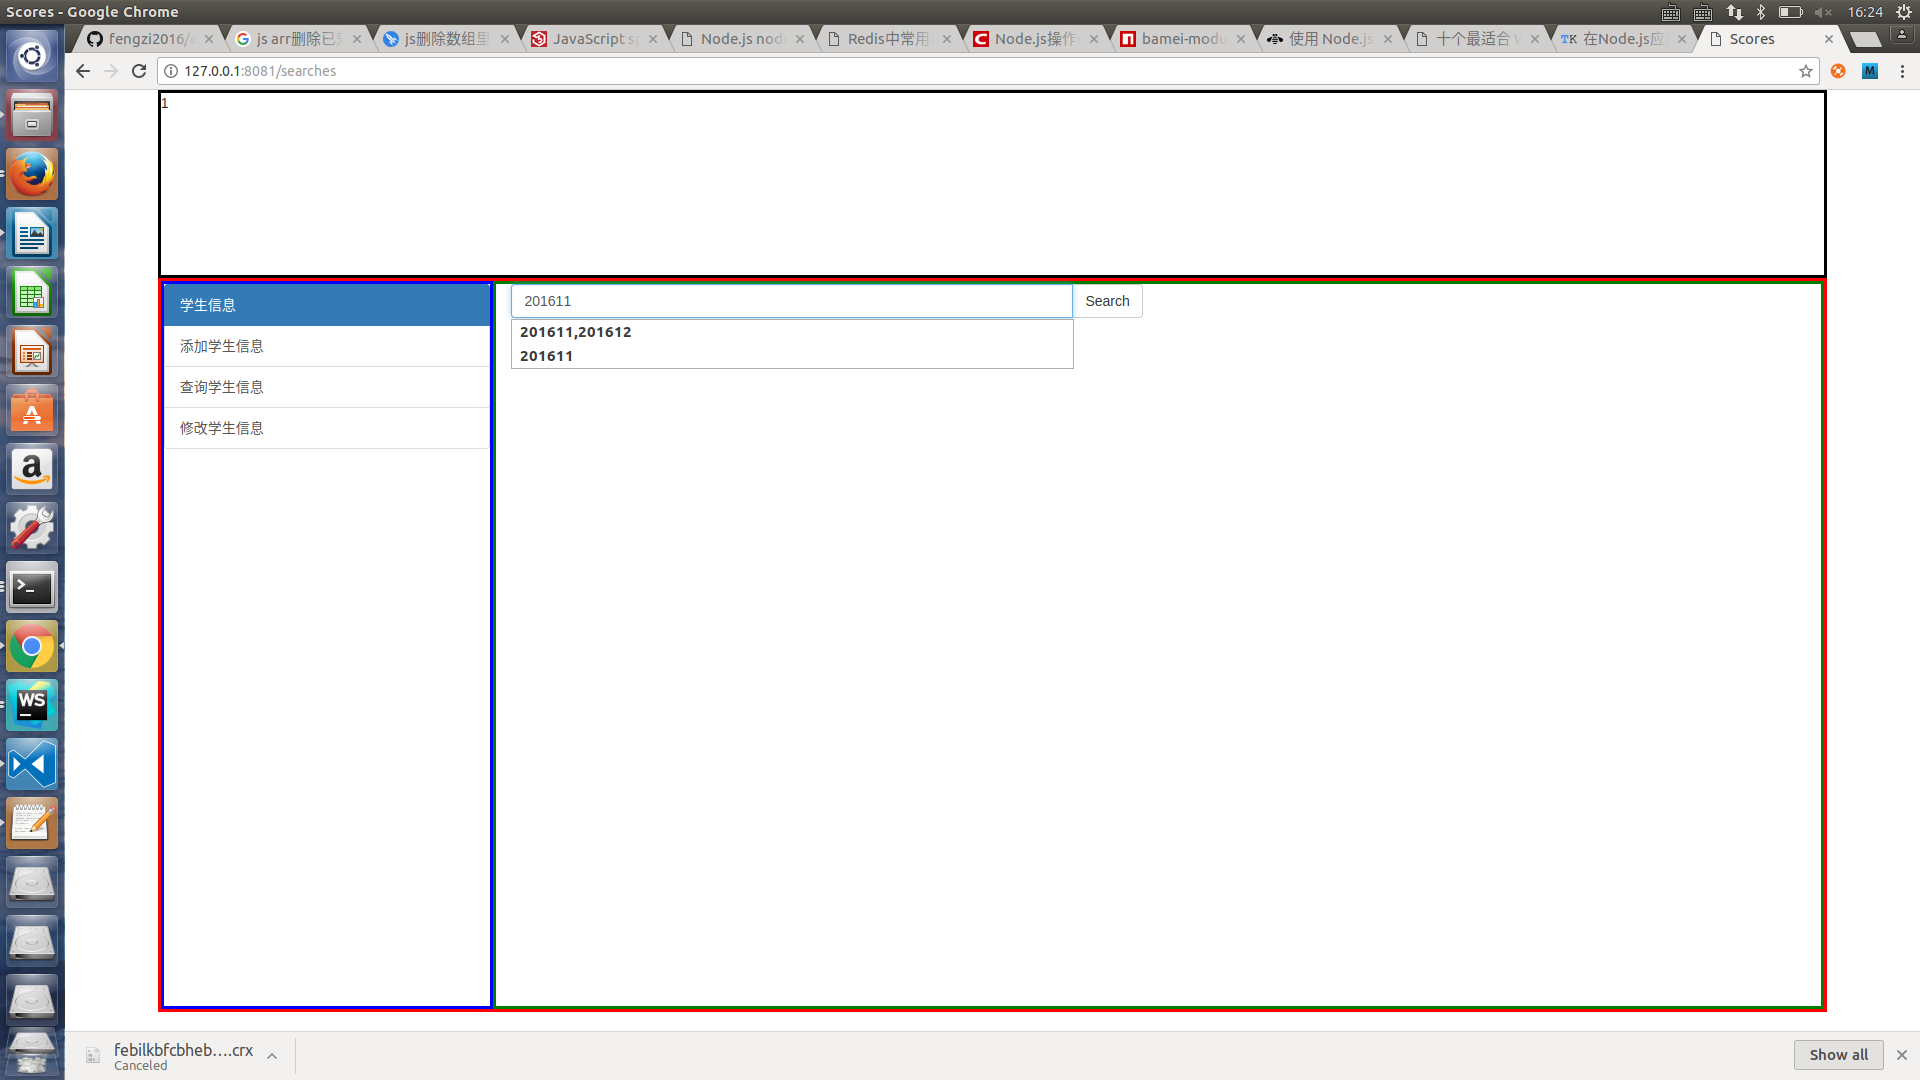 Scores - Google Chrome
16:24
fengzi2016/
js arr删除已
js删除数组里
JavaScript s
Node.js nod
Redis中常用
Node.js操作
bamei-modu
使用 Node.js
十个最适合
在Node.js应
Scores
127.0.0.1:8081/searches
1
学生信息
添加学生信息
查询学生信息
修改学生信息
201611
Search
201611,201612
201611
febilkbfcbheb....crx
Canceled
Show all